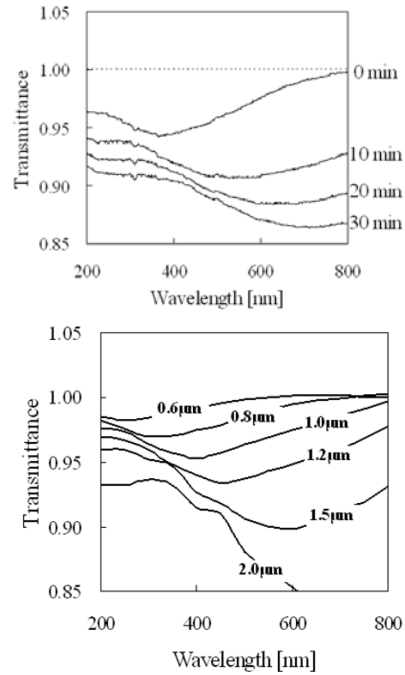 1.05
1.00
0.95
0.90
0.85
Transmittance
0 min
10 min
20 min
30 min
200 400 600 800
Wavelength [nm]
1.05
1.00
0.95
0.90
0.85
Transmittance
0.6μm
0.8μm
1.0μm
1.2μm
1.5μm
2.0μm
200 400 600 800
Wavelength [nm]